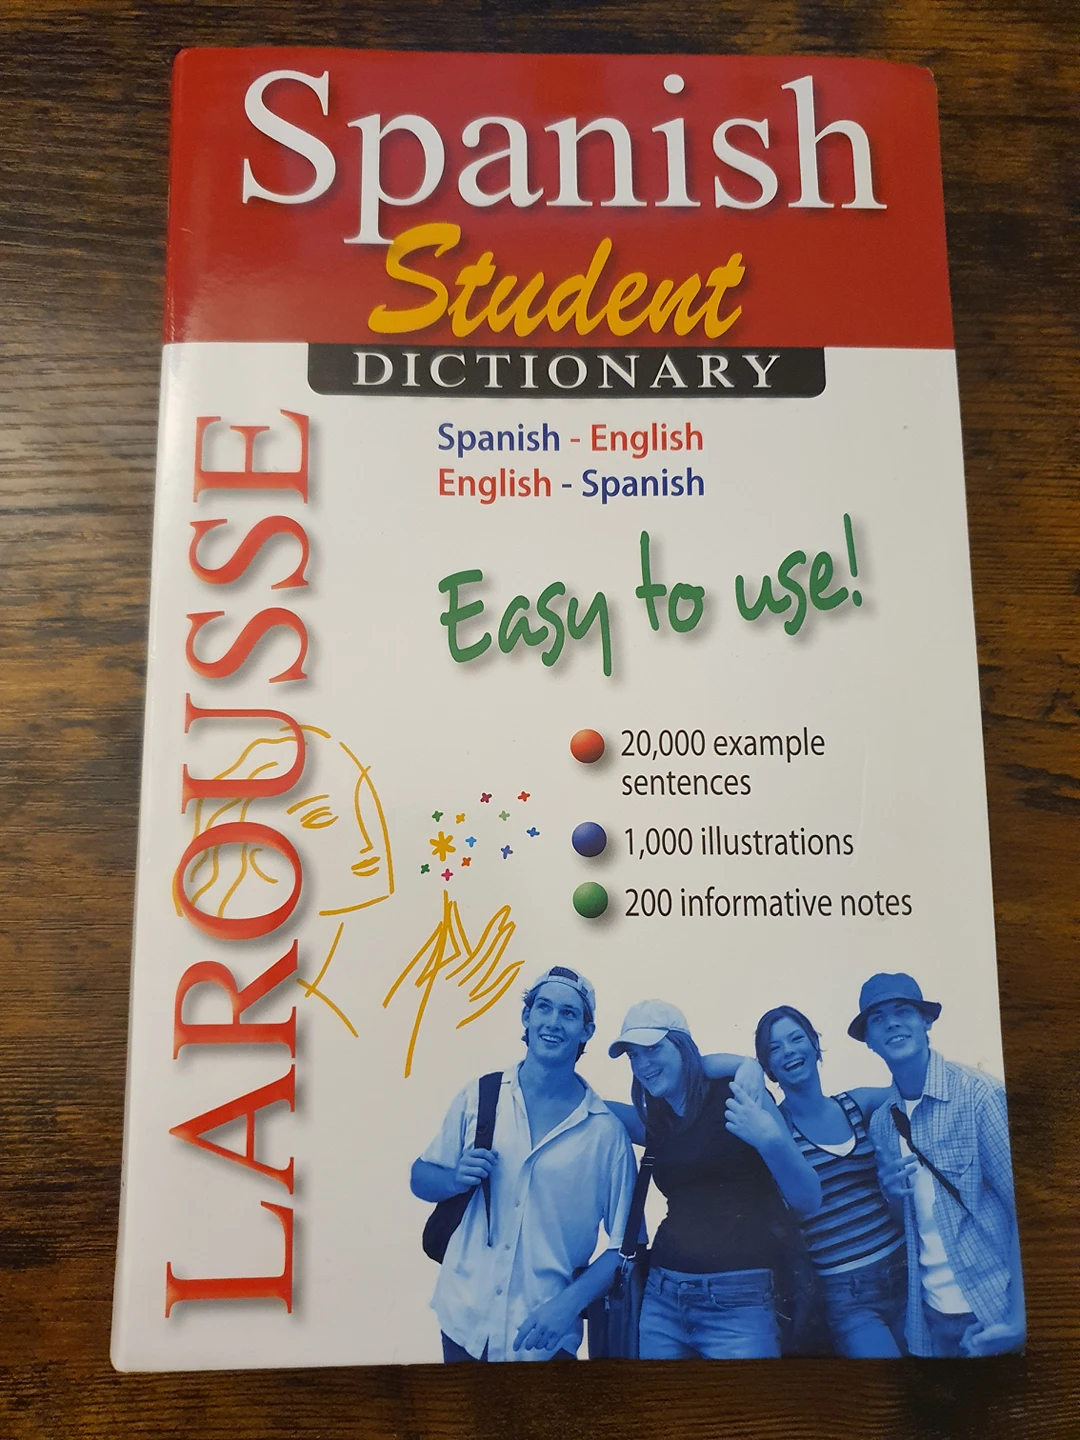 Spanish
Student
DICTIONARY
Spanish - English
English - Spanish
Easy to use!
LAROUSSE
20,000 example
sentences
1,000 illustrations
200 informative notes